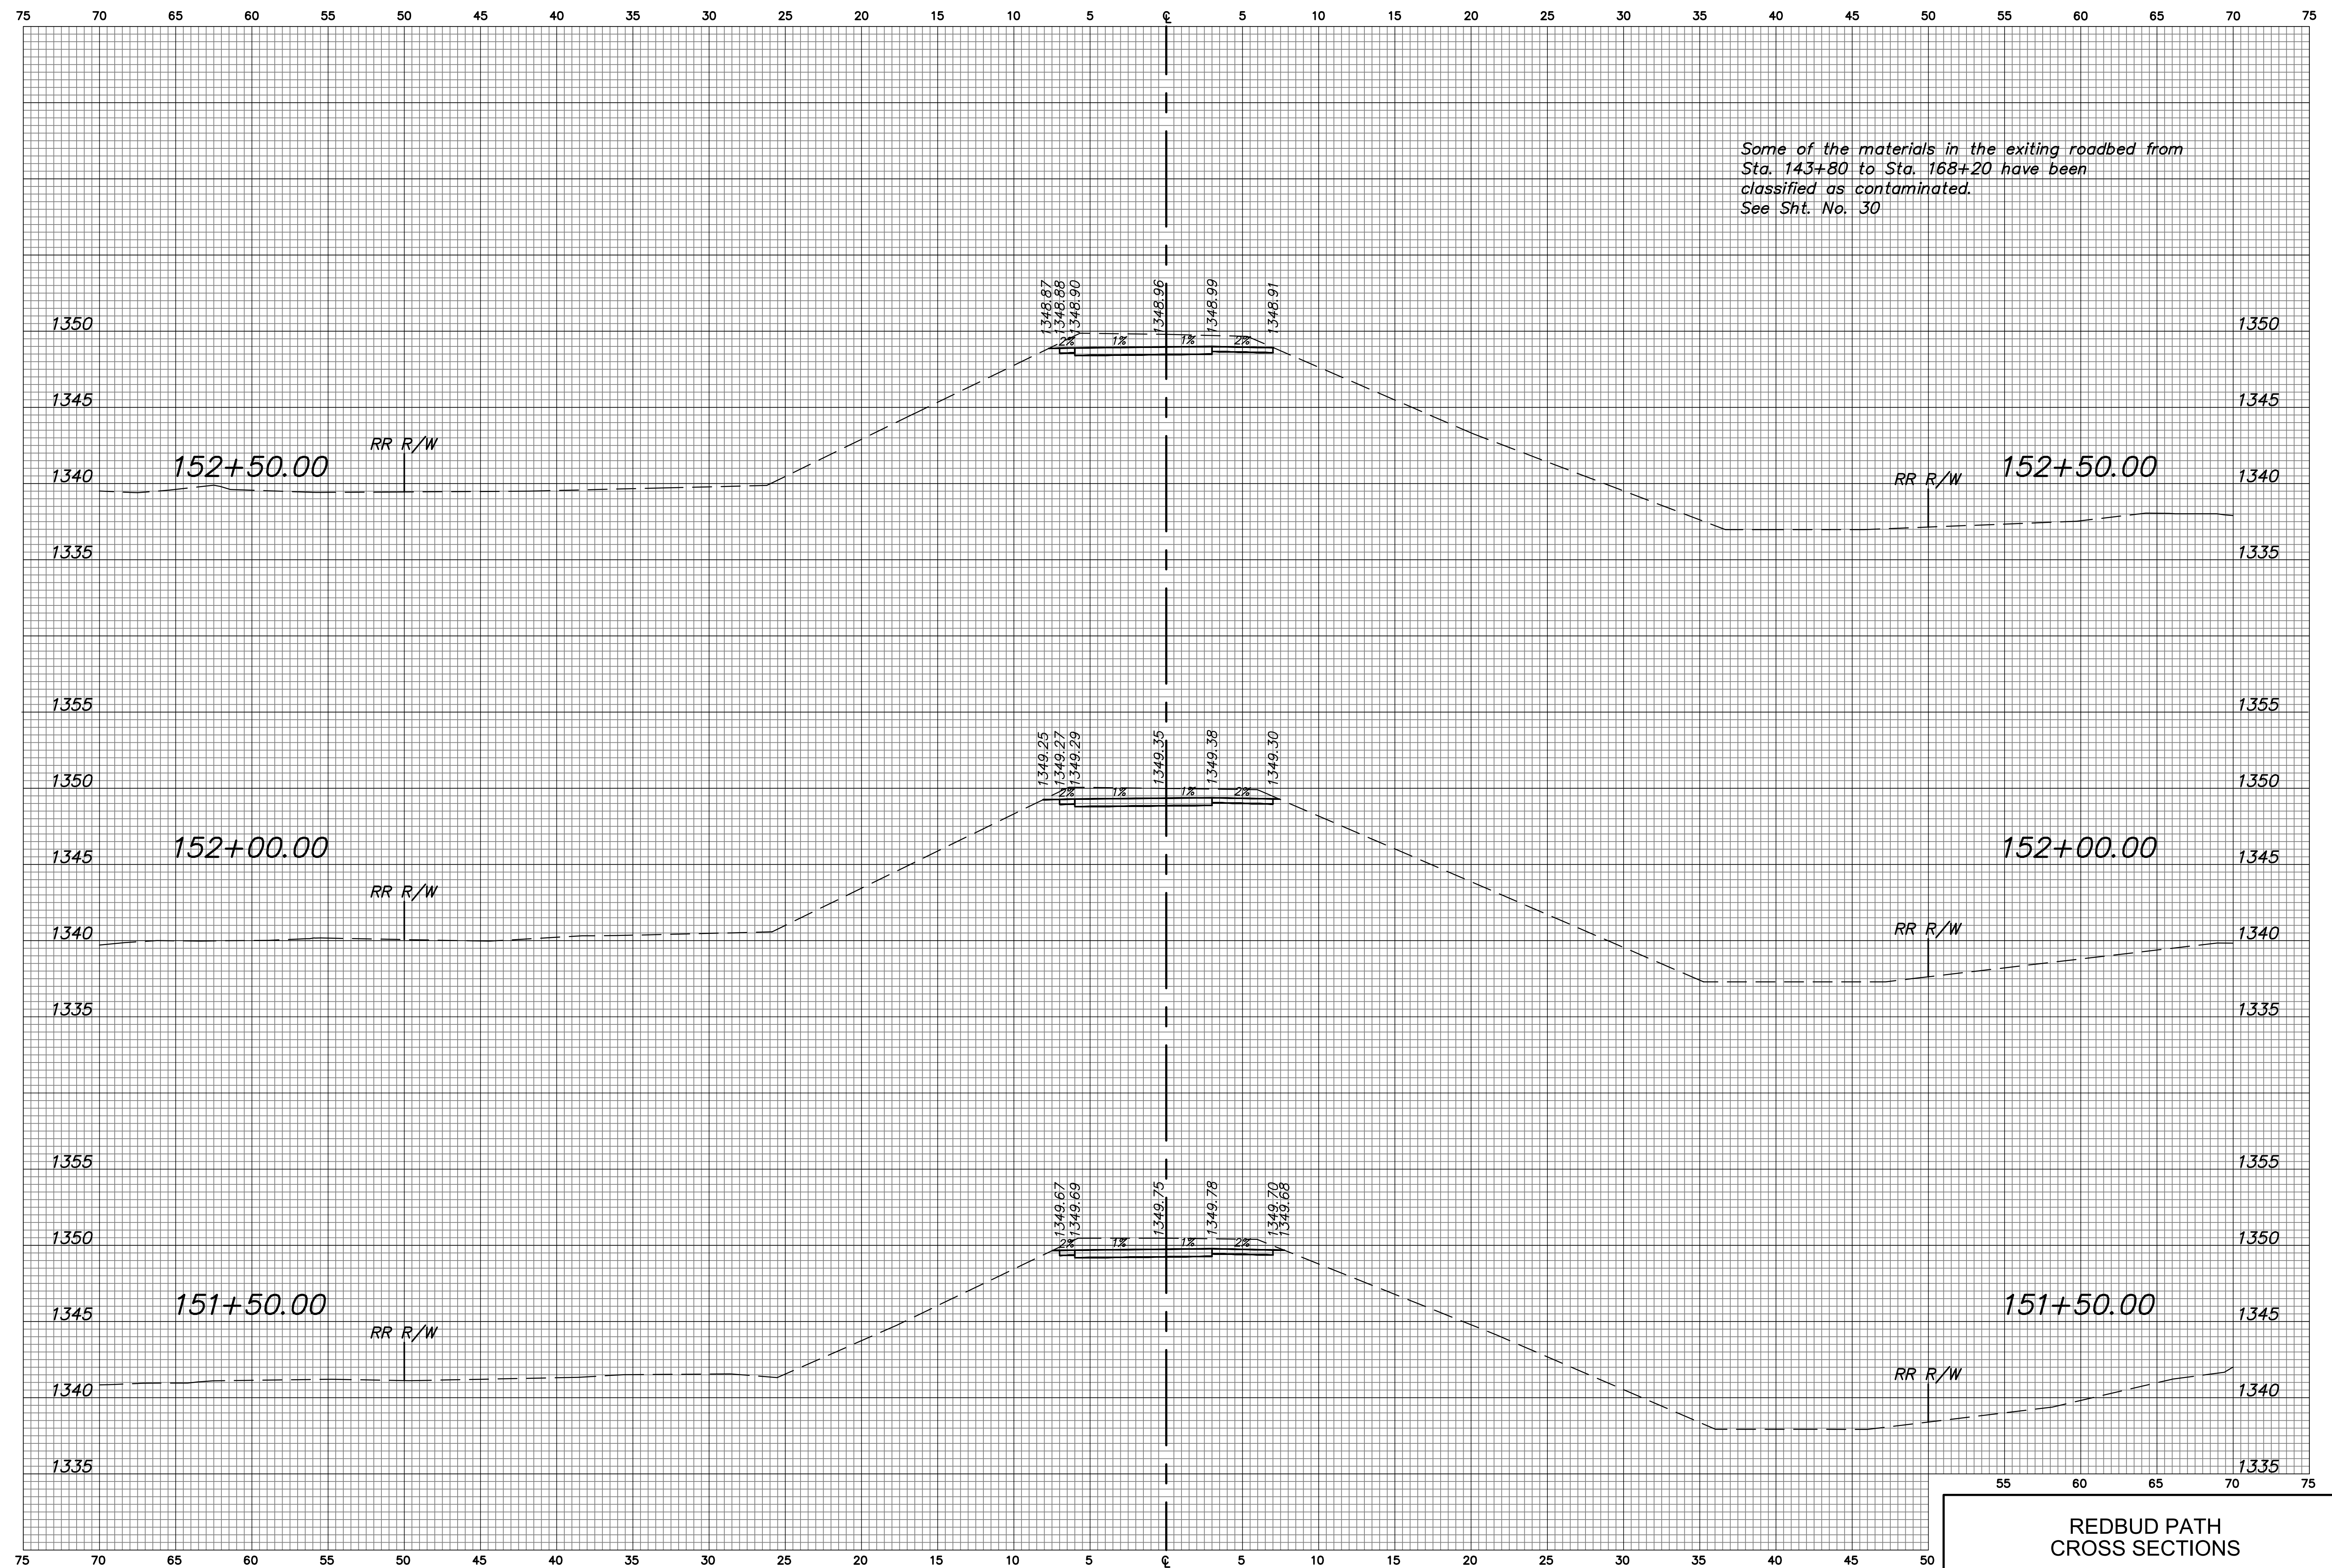 75 70 65 60 55 50 45 40 35 30 25 20 15 10 5 ℄ 5 10 15 20 25 30 35 40 45 50 55 60 65 70 75
Some of the materials in the exiting roadbed from
Sta. 143+80 to Sta. 168+20 have been
classified as contaminated.
See Sht. No. 30
1348.87 1348.88 1348.90 1348.96 1348.99 1348.91
1350 1350
2% 1% 1% 2%
1345 1345
RR R/W
152+50.00 152+50.00
1340 RR R/W 1340
1335 1335
1355 1355
1349.25 1349.27 1349.29 1349.35 1349.38 1349.30
1350 1350
2% 1% 1% 2%
152+00.00 152+00.00
1345 1345
RR R/W
1340 RR R/W 1340
1335 1335
1355 1355
1349.67 1349.69 1349.75 1349.78 1349.70 1349.68
1350 1350
2% 1% 1% 2%
151+50.00 151+50.00
1345 1345
RR R/W
RR R/W
1340 1340
1335 1335
55 60 65 70 75
REDBUD PATH
CROSS SECTIONS
75 70 65 60 55 50 45 40 35 30 25 20 15 10 5 ℄ 5 10 15 20 25 30 35 40 45 50